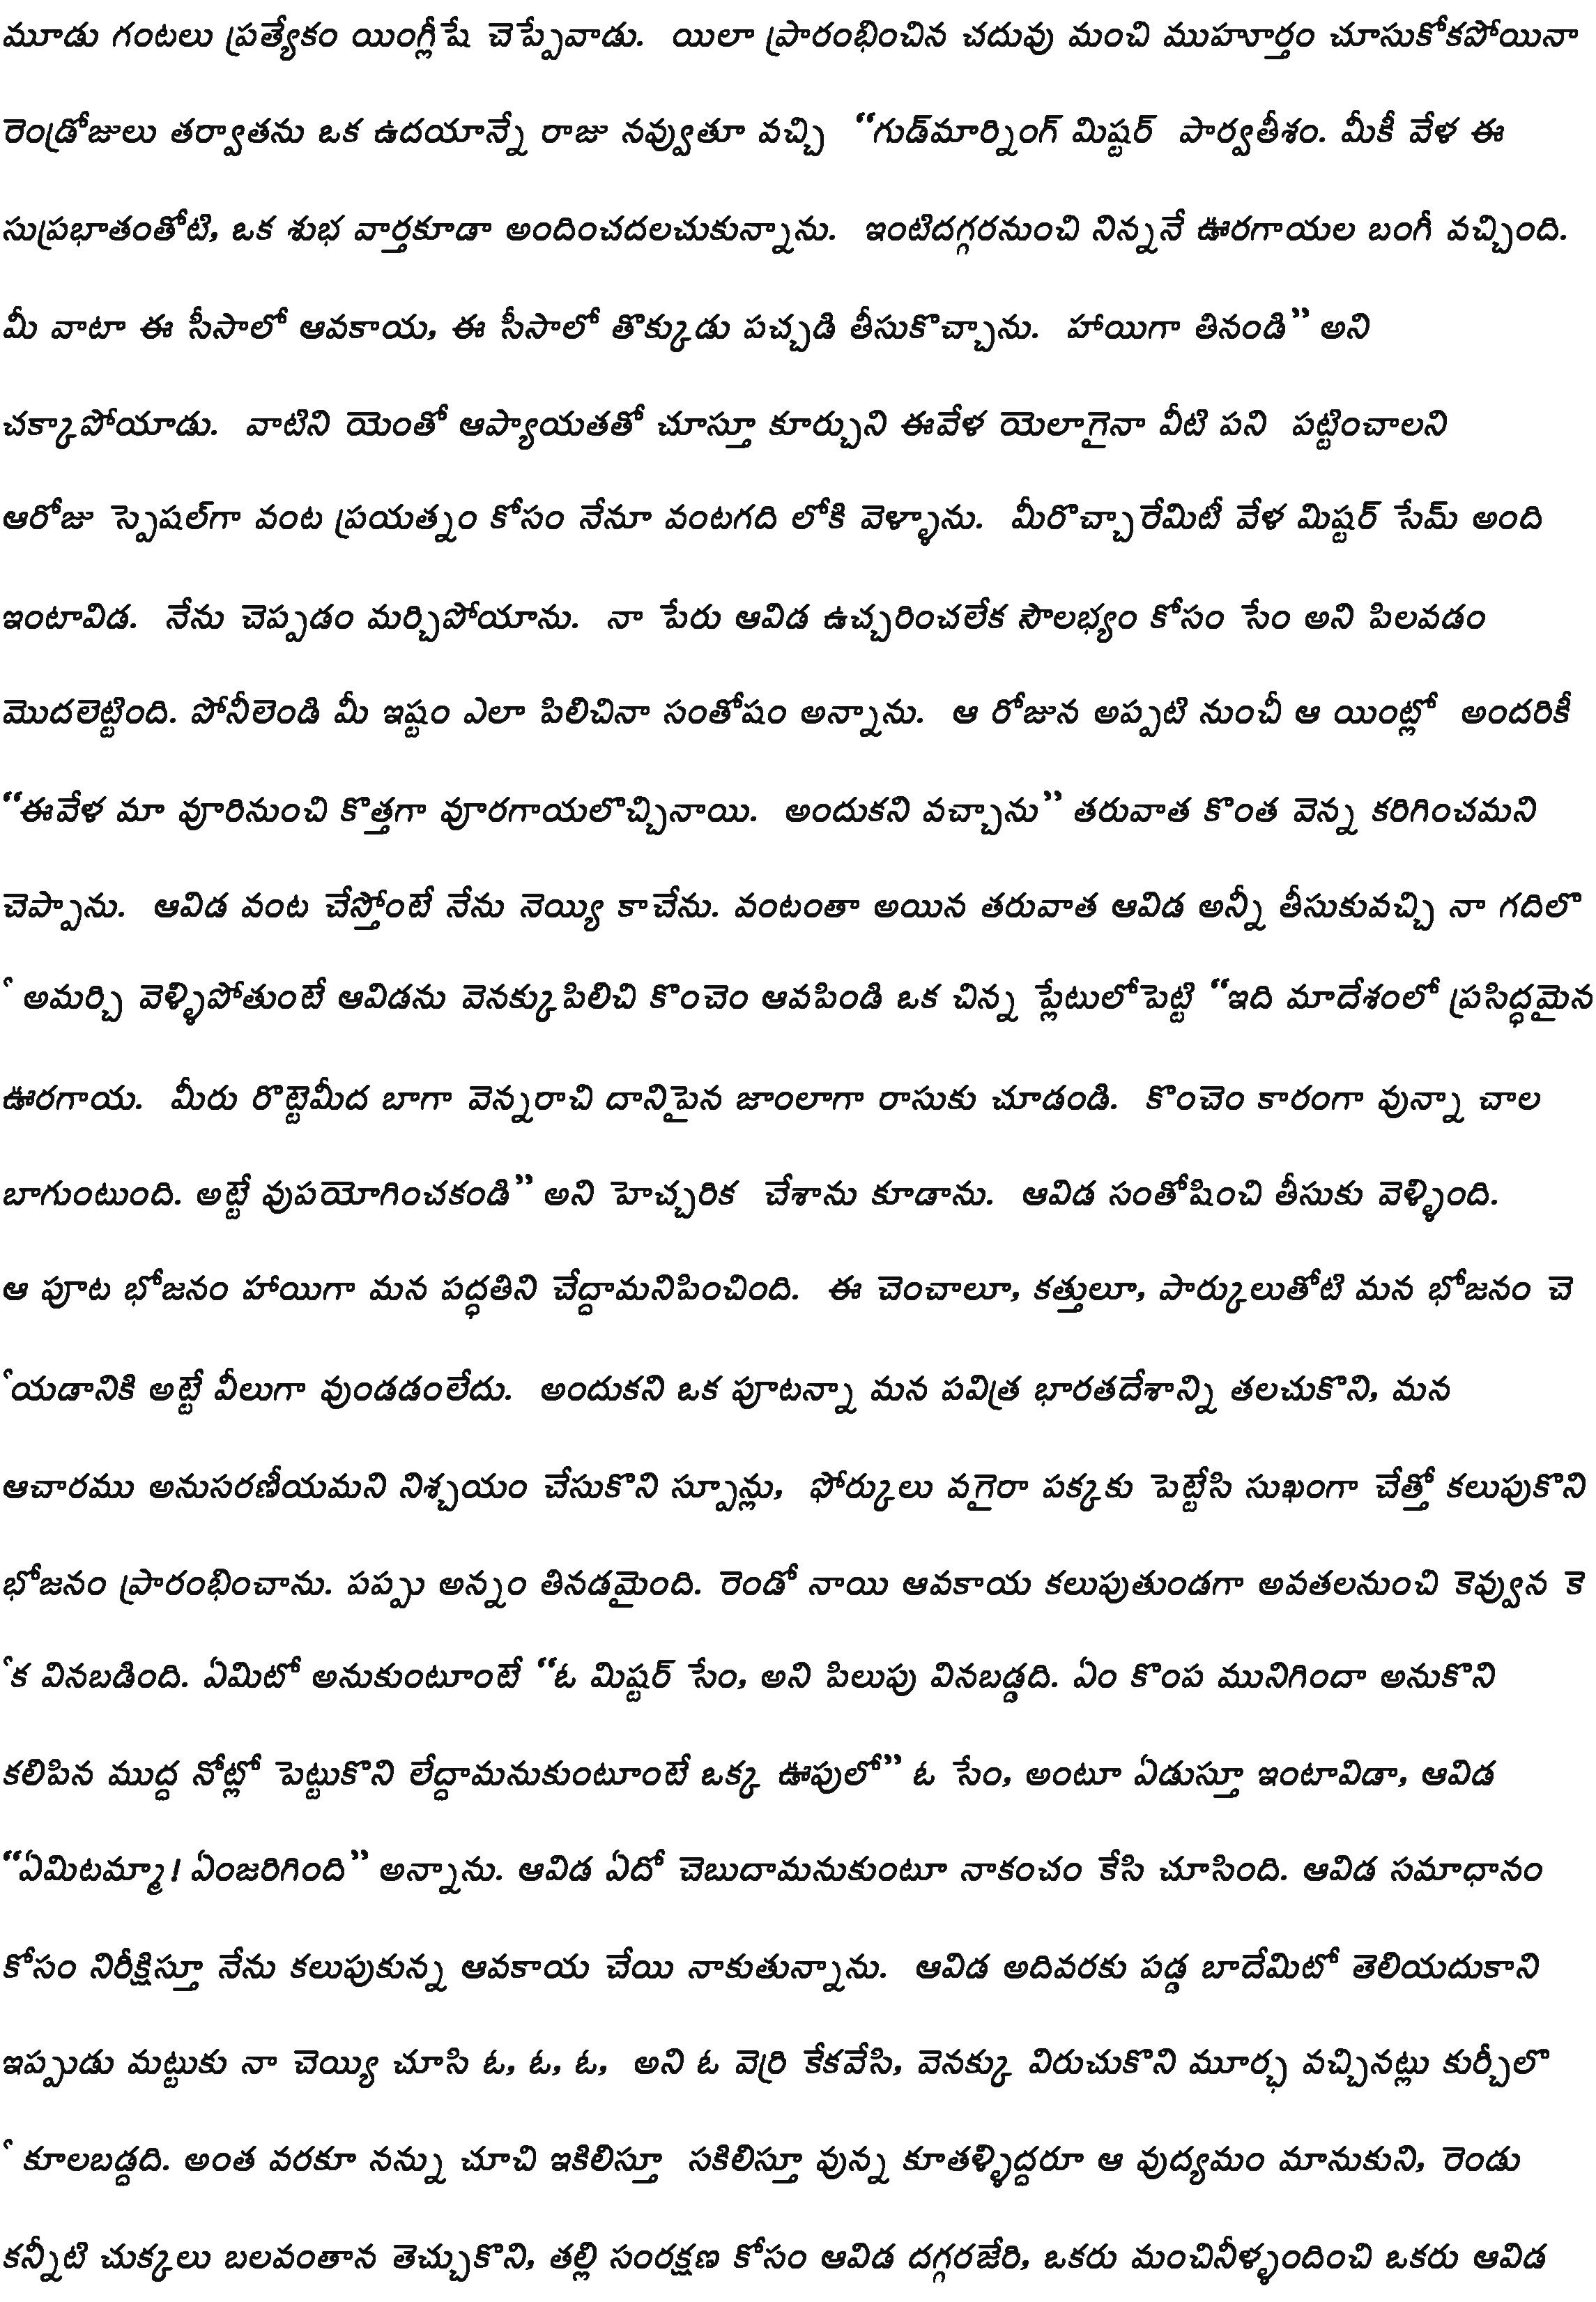 మూడు గంటలు ప్రత్యేకం యింగ్లీషే చెప్పేవాడు. యిలా ప్రారంభించిన చదువు మంచి ముహూర్తం చూసుకోకపోయినా
రెండ్రోజులు తర్వాతను ఒక ఉదయాన్నే రాజు నవ్వుతూ వచ్చి “గుడ్‌మార్నింగ్ మిష్టర్ పార్వతీశం. మీకీ వేళ ఈ
సుప్రభాతంతోటి, ఒక శుభ వార్తకూడా అందించదలచుకున్నాను. ఇంటిదగ్గరనుంచి నిన్ననే ఊరగాయల బంగీ వచ్చింది.
మీ వాటా ఈ సీసాలో ఆవకాయ, ఈ సీసాలో తొక్కుడు పచ్చడి తీసుకొచ్చాను. హాయిగా తినండి” అని
చక్కాపోయాడు. వాటిని యెంతో ఆప్యాయతతో చూస్తూ కూర్చుని ఈవేళ యెలాగైనా వీటి పని పట్టించాలని
ఆరోజు స్పెషల్‌గా వంట ప్రయత్నం కోసం నేనూ వంటగది లోకి వెళ్ళాను. మీరొచ్చారేమిటీ వేళ మిష్టర్ సేమ్ అంది
ఇంటావిడ. నేను చెప్పడం మర్చిపోయాను. నా పేరు ఆవిడ ఉచ్చరించలేక సౌలభ్యం కోసం సేం అని పిలవడం
మొదలెట్టింది. పోనీలెండి మీ ఇష్టం ఎలా పిలిచినా సంతోషం అన్నాను. ఆ రోజున అప్పటి నుంచీ ఆ యింట్లో అందరికీ
“ఈవేళ మా వూరినుంచి కొత్తగా వూరగాయలొచ్చినాయి. అందుకని వచ్చాను” తరువాత కొంత వెన్న కరిగించమని
చెప్పాను. ఆవిడ వంట చేస్తోంటే నేను నెయ్యి కాచేను. వంటంతా అయిన తరువాత ఆవిడ అన్నీ తీసుకువచ్చి నా గదిలొ
ే అమర్చి వెళ్ళిపోతుంటే ఆవిడను వెనక్కుపిలిచి కొంచెం ఆవపిండి ఒక చిన్న ప్లేటులోపెట్టి “ఇది మాదేశంలో ప్రసిద్ధమైన
ఊరగాయ. మీరు రొట్టెమీద బాగా వెన్నరాచి దానిపైన జాంలాగా రాసుకు చూడండి. కొంచెం కారంగా వున్నా చాల
బాగుంటుంది. అట్టే వుపయోగించకండి” అని హెచ్చరిక చేశాను కూడాను. ఆవిడ సంతోషించి తీసుకు వెళ్ళింది.
ఆ పూట భోజనం హాయిగా మన పద్ధతిని చేద్దామనిపించింది. ఈ చెంచాలూ, కత్తులూ, పార్కులుతోటి మన భోజనం చె
ేయడానికి అట్టే వీలుగా వుండడంలేదు. అందుకని ఒక పూటన్నా మన పవిత్ర భారతదేశాన్ని తలచుకొని, మన
ఆచారము అనుసరణీయమని నిశ్చయం చేసుకొని స్పూన్లు, ఫోర్కులు వగైరా పక్కకు పెట్టేసి సుఖంగా చేత్తో కలుపుకొని
భోజనం ప్రారంభించాను. పప్పు అన్నం తినడమైంది. రెండో నాయి ఆవకాయ కలుపుతుండగా అవతలనుంచి కెవ్వున కె
ేక వినబడింది. ఏమిటో అనుకుంటూంటే “ఓ మిష్టర్ సేం, అని పిలుపు వినబడ్డది. ఏం కొంప మునిగిందా అనుకొని
కలిపిన ముద్ద నోట్లో పెట్టుకొని లేద్దామనుకుంటూంటే ఒక్క ఊపులో” ఓ సేం, అంటూ ఏడుస్తూ ఇంటావిడా, ఆవిడ
“ఏమిటమ్మా! ఏంజరిగింది” అన్నాను. ఆవిడ ఏదో చెబుదామనుకుంటూ నాకంచం కేసి చూసింది. ఆవిడ సమాధానం
కోసం నిరీక్షిస్తూ నేను కలుపుకున్న ఆవకాయ చేయి నాకుతున్నాను. ఆవిడ అదివరకు పడ్డ బాదేమిటో తెలియదుకాని
ఇప్పుడు మట్టుకు నా చెయ్యి చూసి ఓ, ఓ, ఓ, అని ఓ వెర్రి కేకవేసి, వెనక్కు విరుచుకొని మూర్ఛ వచ్చినట్లు కుర్చీలొ
ే కూలబడ్డది. అంత వరకూ నన్ను చూచి ఇకిలిస్తూ సకిలిస్తూ వున్న కూతళ్ళిద్దరూ ఆ వుద్యమం మానుకుని, రెండు
కన్నీటి చుక్కలు బలవంతాన తెచ్చుకొని, తల్లి సంరక్షణ కోసం ఆవిడ దగ్గరజేరి, ఒకరు మంచినీళ్ళందించి ఒకరు ఆవిడ